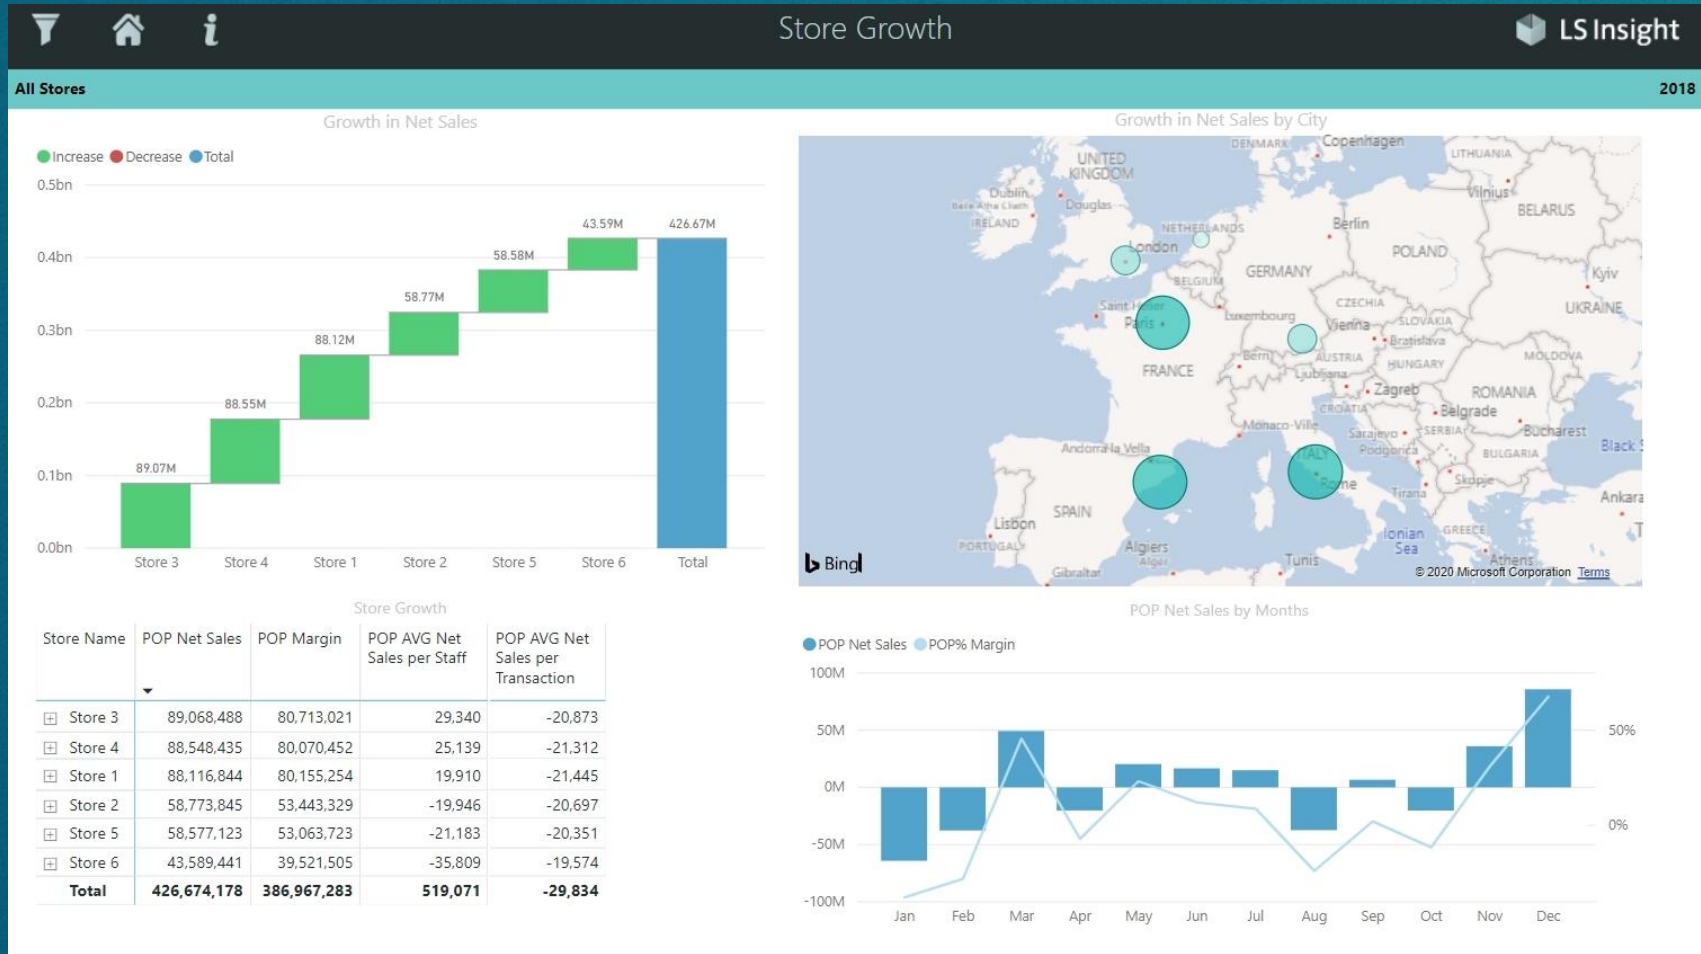 Store Growth
LS Insight
All Stores
2018
Growth in Net Sales
Increase Decrease Total
0.5bn
0.4bn
0.3bn
0.2bn
0.1bn
0.0bn
89.07M
88.55M
88.12M
58.77M
58.58M
43.59M
426.67M
Store 3 Store 4 Store 1 Store 2 Store 5 Store 6 Total
Growth in Net Sales by City
DENMARK
Copenhagen
LITHUANIA
UNITED
KINGDOM
Dublin
Vilnius
Douglas
BELARUS
IRELAND
Berlin
NETHERLANDS
London
POLAND
GERMANY
Kyiv
BELGIUM
CZECHIA
UKRAINE
Saint Helier
Paris
Luxembourg
Vienna
SLOVAKIA
Bratislava
Bern
AUSTRIA
HUNGARY
MOLDOVA
FRANCE
Ljubljana
Zagreb
ROMANIA
CROATIA
Belgrade
Monaco-Ville
Sarajevo
SERBIA
Bucharest
Black
Andorra la Vella
ITALY
Podgorica
BULGARIA
Rome
Skopje
Tirana
Ankara
SPAIN
Lisbon
PORTUGAL
Ionian
Sea
GREECE
Algiers
Alger
Tunis
Athens
Gibraltar
Bing
© 2020 Microsoft Corporation Terms
Store Growth
Store Name POP Net Sales POP Margin POP AVG Net Sales per Staff POP AVG Net Sales per Transaction
Store 3 89,068,488 80,713,021 29,340 -20,873
Store 4 88,548,435 80,070,452 25,139 -21,312
Store 1 88,116,844 80,155,254 19,910 -21,445
Store 2 58,773,845 53,443,329 -19,946 -20,697
Store 5 58,577,123 53,063,723 -21,183 -20,351
Store 6 43,589,441 39,521,505 -35,809 -19,574
Total 426,674,178 386,967,283 519,071 -29,834
POP Net Sales by Months
POP Net Sales POP% Margin
100M
50M
0M
-50M
-100M
50%
0%
Jan Feb Mar Apr May Jun Jul Aug Sep Oct Nov Dec